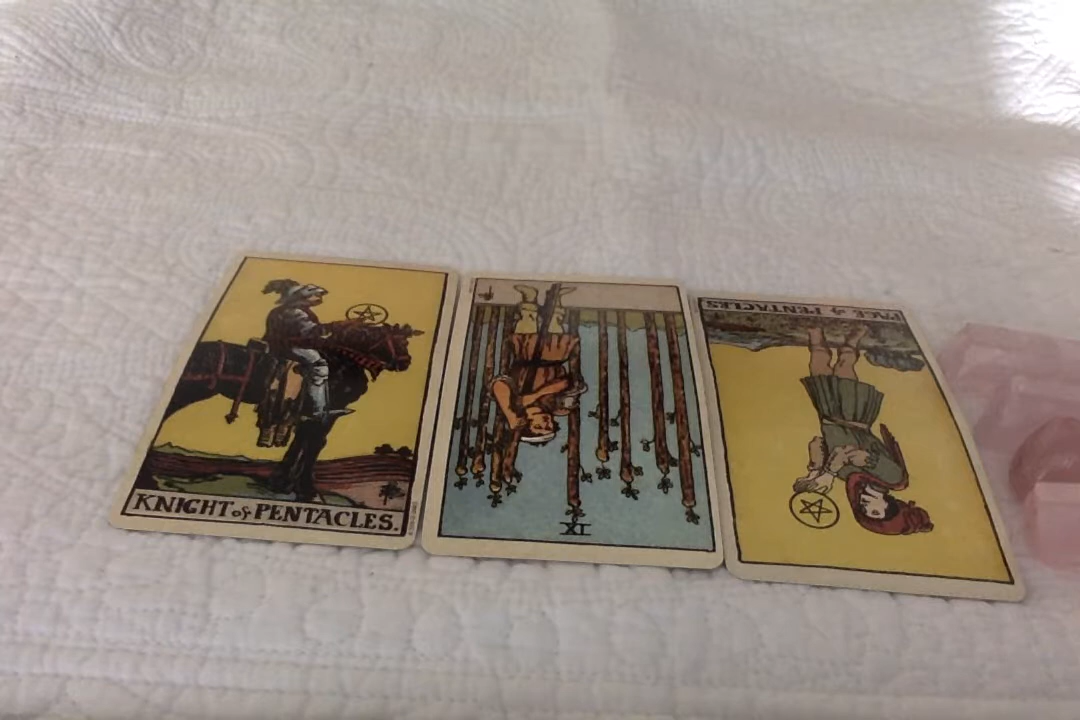 KNIGHT of PENTACLES.
IX
PAGE of PENTACLES